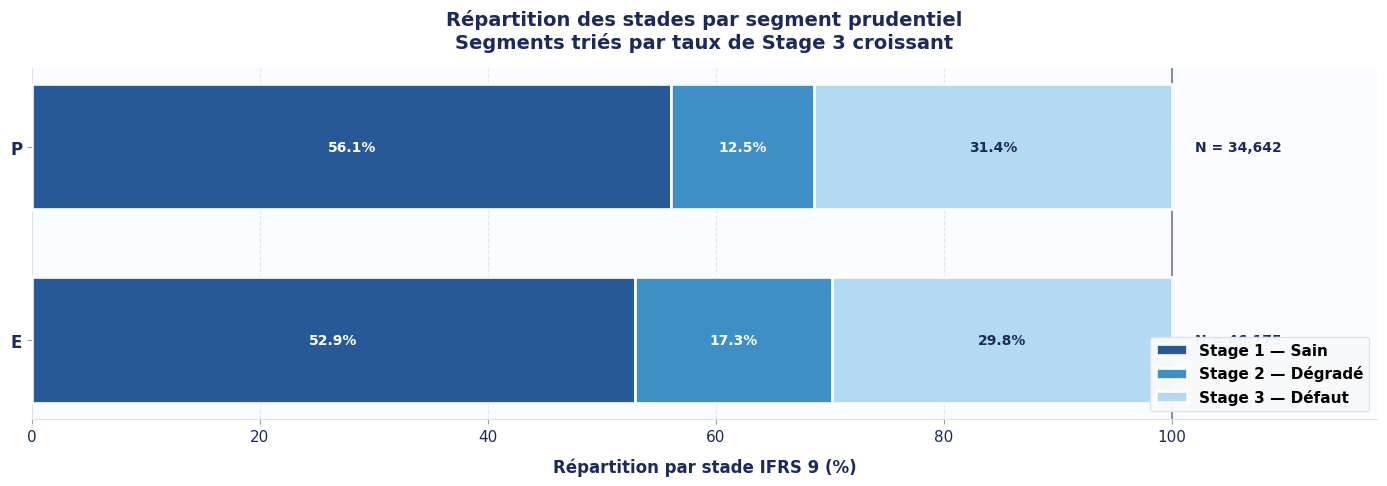 Répartition des stades par segment prudentiel
Segments triés par taux de Stage 3 croissant
P
56.1%
12.5%
31.4%
N = 34,642
E
52.9%
17.3%
29.8%
Stage 1 — Sain
Stage 2 — Dégradé
Stage 3 — Défaut
0
20
40
60
80
100
Répartition par stade IFRS 9 (%)